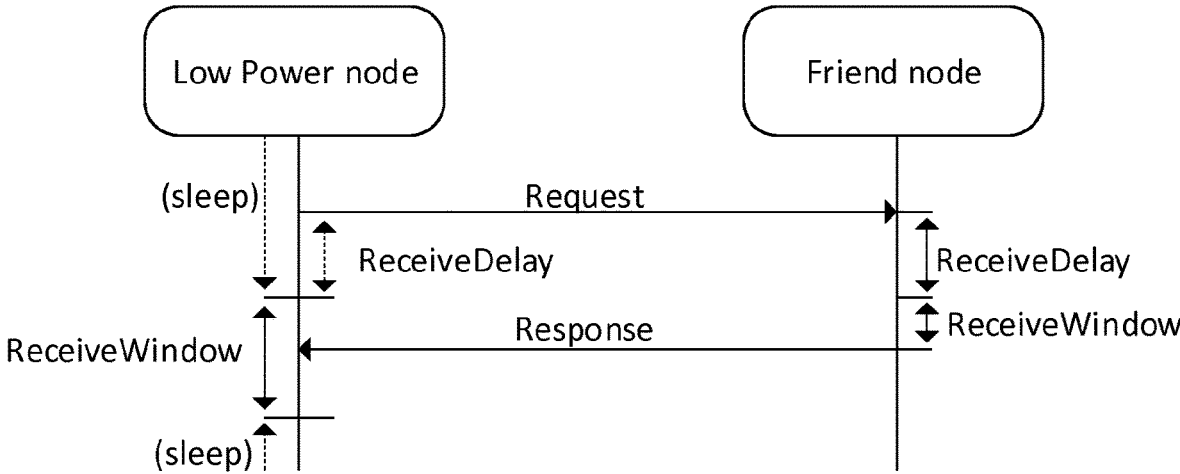 Low Power node
Friend node
(sleep)
Request
ReceiveDelay
ReceiveDelay
Response
ReceiveWindow
ReceiveWindow
(sleep)